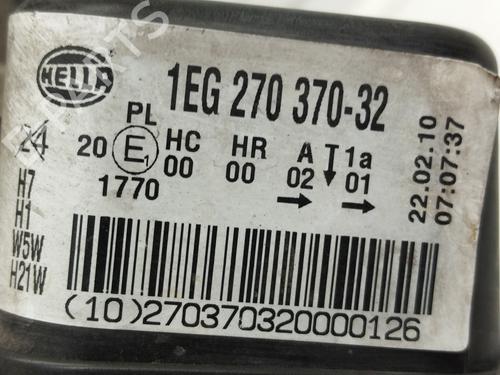 HELLA
1EG 270 370-32
PL
24
20 E1 HC HR A 1a
00 00 02 01
1770
H7
H1
W5W
H21W
22.02.10
07:07:37
(10)270370320000126